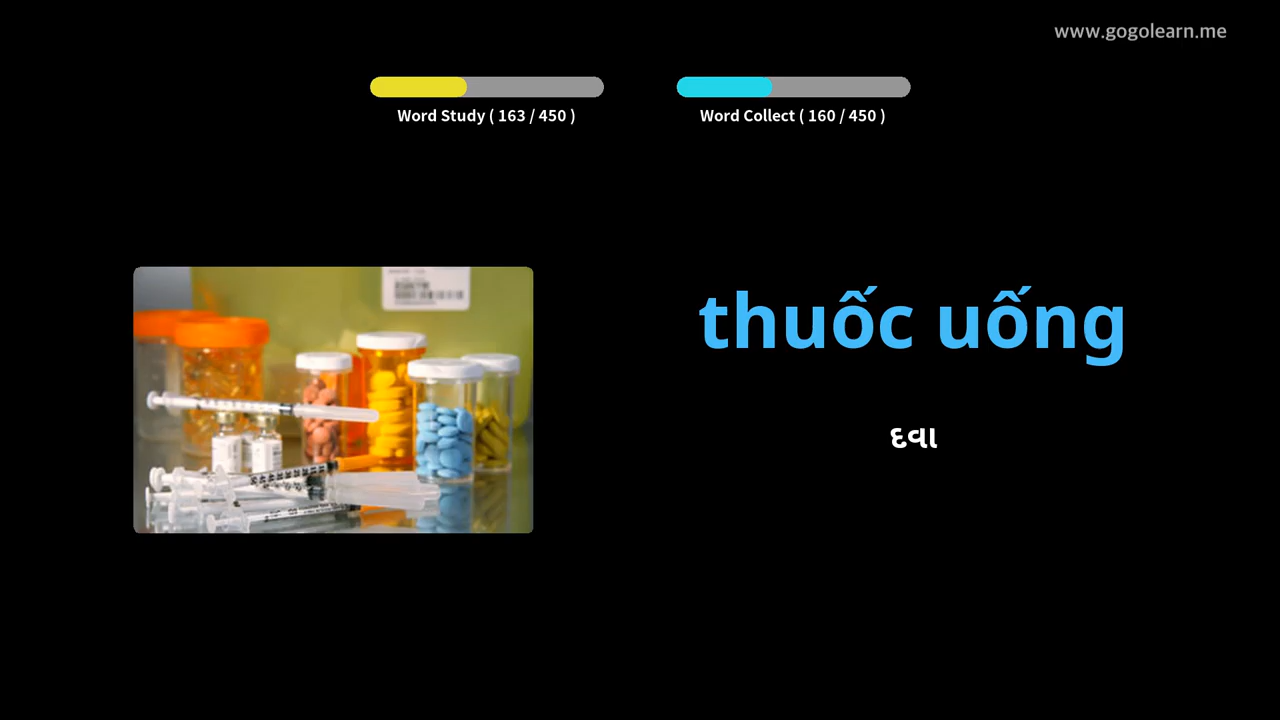 www.gogolearn.me
Word Study ( 163 / 450 )
Word Collect ( 160 / 450 )
thuốc uống
દવા